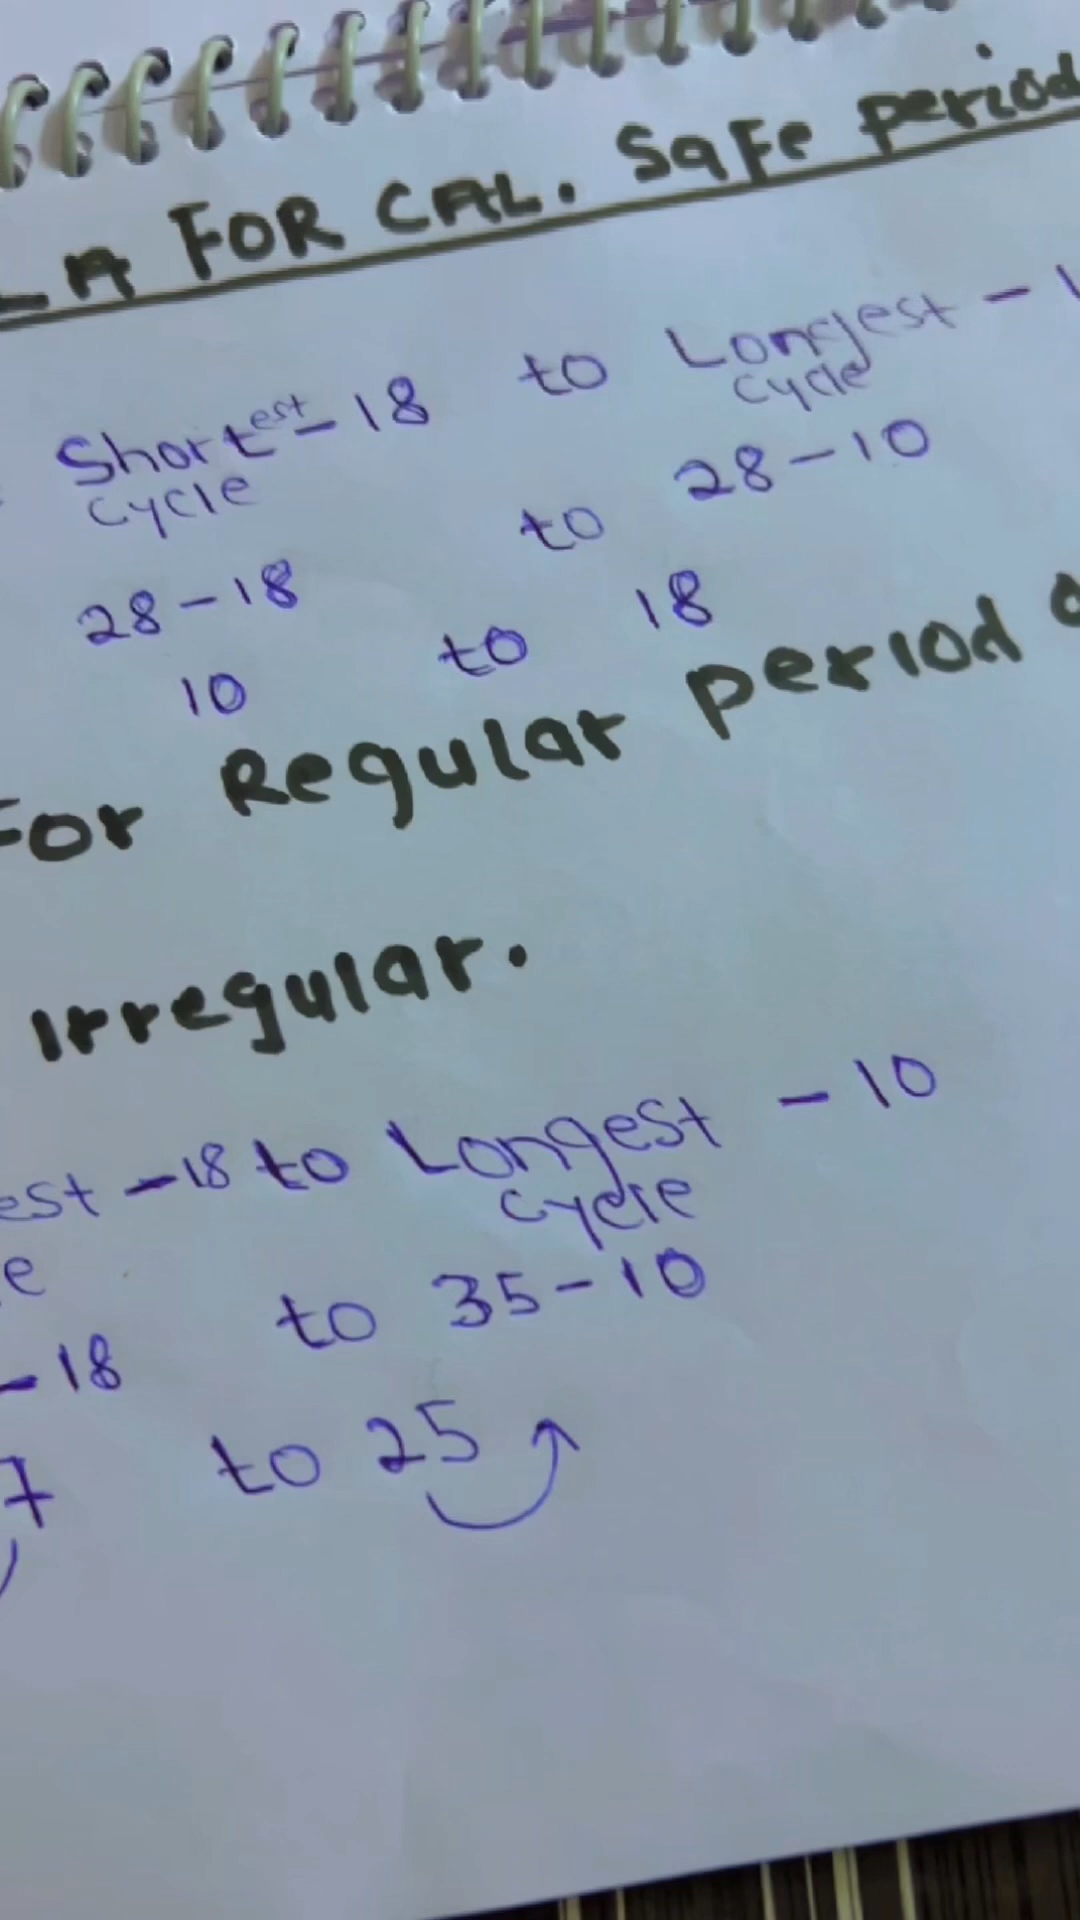 LA FOR CAL. Safe period
Shortest - 18 to Longest -
cycle cycle
28-18 to 28-10
10 to 18
For Regular period
irregular.
est - 18 to Longest - 10
e cycle
-18 to 35-10
7 to 25